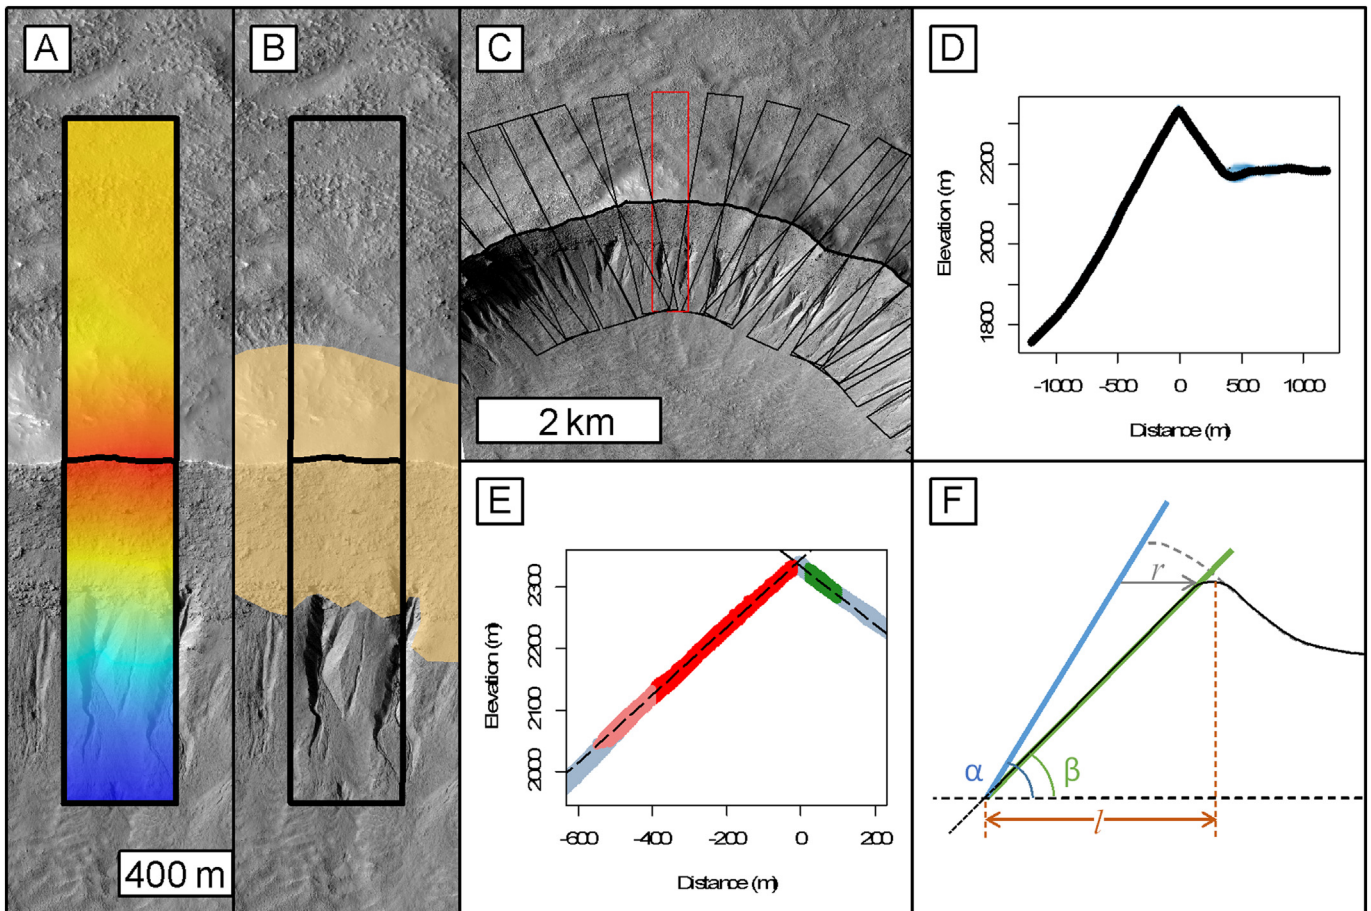 A
400 m
B
C
2 km
D
Elevation (m)
2200
2000
1800
-1000 -500 0 500 1000
Distance (m)
E
Elevation (m)
2300
2200
2100
2000
-600 -400 -200 0 200
Distance (m)
F
r
α
β
l